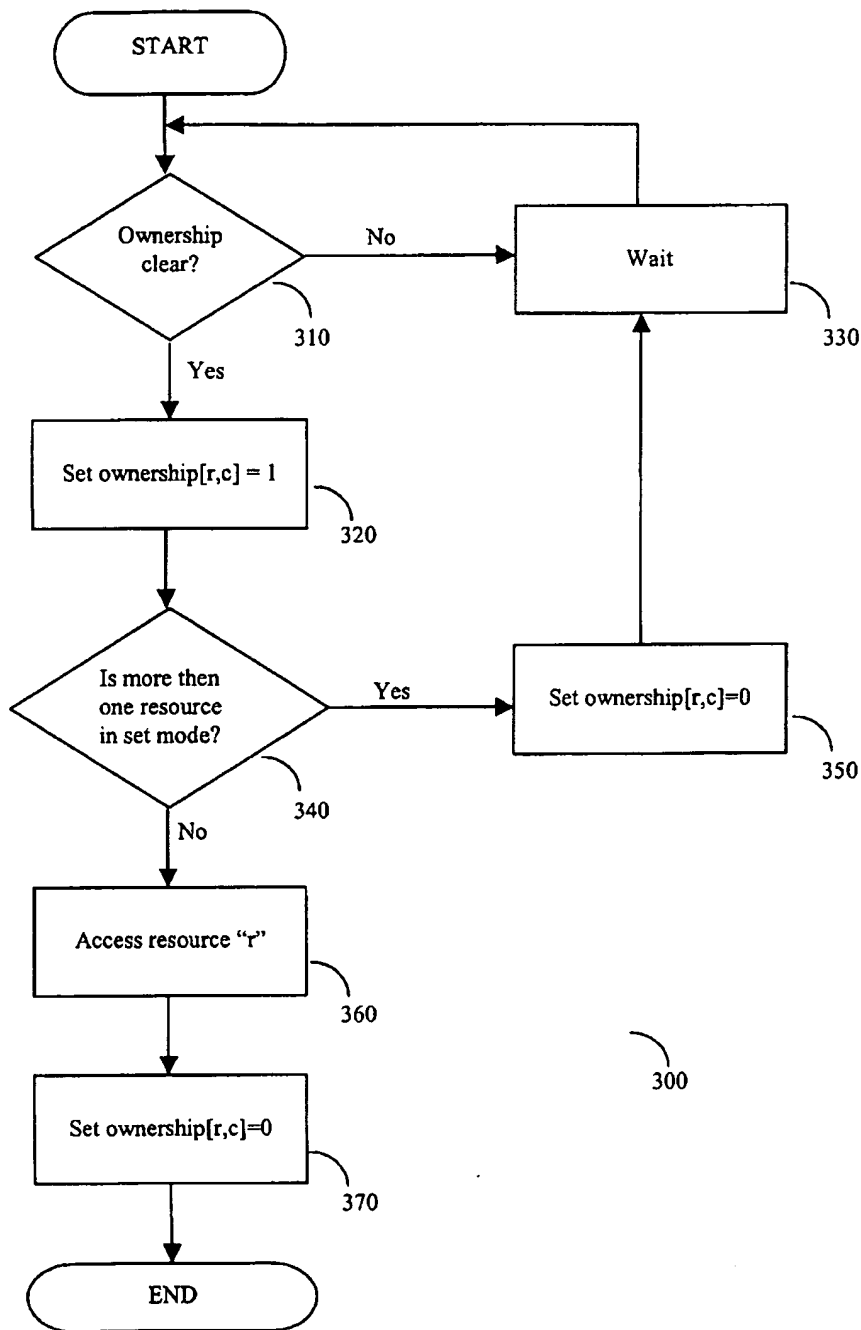 START
Ownership
clear?
No
Wait
310
330
Yes
Set ownership[r,c] = 1
320
Is more then
one resource
in set mode?
Yes
Set ownership[r,c]=0
340
350
No
Access resource “r”
360
300
Set ownership[r,c]=0
370
END